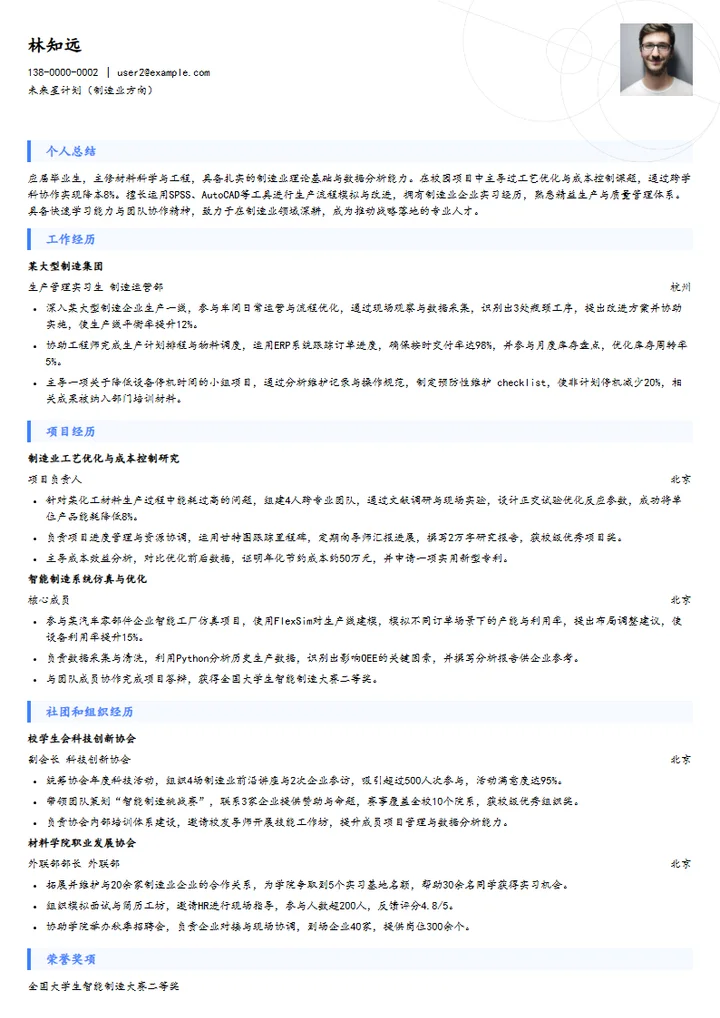 林知远
138-0000-0002 | user2@example.com
未来星计划（制造业方向）
个人总结
应届毕业生，主修材料科学与工程，具备扎实的制造业理论基础与数据分析能力。在校园项目中主导过工艺优化与成本控制课题，通过跨学
科协作实现降本8%。擅长运用SPSS、AutoCAD等工具进行生产流程模拟与改进，拥有制造业企业实习经历，熟悉精益生产与质量管理体系。
具备快速学习能力与团队协作精神，致力于在制造业领域深耕，成为推动战略落地的专业人才。
工作经历
某大型制造集团
生产管理实习生 制造运营部 杭州
• 深入某大型制造企业生产一线，参与车间日常运营与流程优化，通过现场观察与数据采集，识别出3处瓶颈工序，提出改进方案并协助
实施，使生产线平衡率提升12%。
• 协助工程师完成生产计划排程与物料调度，运用ERP系统跟踪订单进度，确保按时交付率达98%，并参与月度库存盘点，优化库存周转率
5%。
• 主导一项关于降低设备停机时间的小组项目，通过分析维护记录与操作规范，制定预防性维护 checklist，使非计划停机减少20%，相
关成果被纳入部门培训材料。
项目经历
制造业工艺优化与成本控制研究
项目负责人 北京
• 针对某化工材料生产过程中能耗过高的问题，组建4人跨专业团队，通过文献调研与现场实验，设计正交试验优化反应参数，成功将单
位产品能耗降低8%。
• 负责项目进度管理与资源协调，运用甘特图跟踪里程碑，定期向导师汇报进展，撰写2万字研究报告，获校级优秀项目奖。
• 主导成本效益分析，对比优化前后数据，证明年化节约成本约50万元，并申请一项实用新型专利。
智能制造系统仿真与优化
核心成员 北京
• 参与某汽车零部件企业智能工厂仿真项目，使用FlexSim对生产线建模，模拟不同订单场景下的产能与利用率，提出布局调整建议，使
设备利用率提升15%。
• 负责数据采集与清洗，利用Python分析历史生产数据，识别出影响OEE的关键因素，并撰写分析报告供企业参考。
• 与团队成员协作完成项目答辩，获得全国大学生智能制造大赛二等奖。
社团和组织经历
校学生会科技创新协会
副会长 科技创新协会 北京
• 统筹协会年度科技活动，组织4场制造业前沿讲座与2次企业参访，吸引超过500人次参与，活动满意度达95%。
• 带领团队策划“智能制造挑战赛”，联系3家企业提供赞助与命题，赛事覆盖全校10个院系，获校级优秀组织奖。
• 负责协会内部培训体系建设，邀请校友导师开展技能工作坊，提升成员项目管理与数据分析能力。
材料学院职业发展协会
外联部部长 外联部 北京
• 拓展并维护与20余家制造业企业的合作关系，为学院争取到5个实习基地名额，帮助30余名同学获得实习机会。
• 组织模拟面试与简历工坊，邀请HR进行现场指导，参与人数超200人，反馈评分4.8/5。
• 协助学院举办秋季招聘会，负责企业对接与现场协调，到场企业40家，提供岗位300余个。
荣誉奖项
全国大学生智能制造大赛二等奖